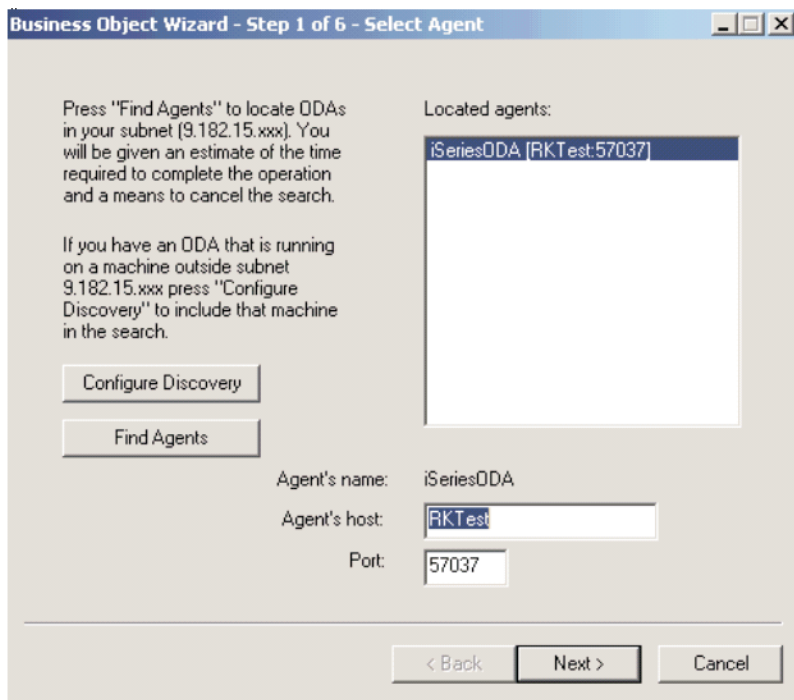 Business Object Wizard - Step 1 of 6 - Select Agent
Press "Find Agents" to locate ODAs
in your subnet (9.182.15.xxx). You
will be given an estimate of the time
required to complete the operation
and a means to cancel the search.
If you have an ODA that is running
on a machine outside subnet
9.182.15.xxx press "Configure
Discovery" to include that machine
in the search.
Configure Discovery
Find Agents
Located agents:
iSeriesODA [RKTest:57037]
Agent's name: iSeriesODA
Agent's host: RKTest
Port: 57037
< Back Next > Cancel